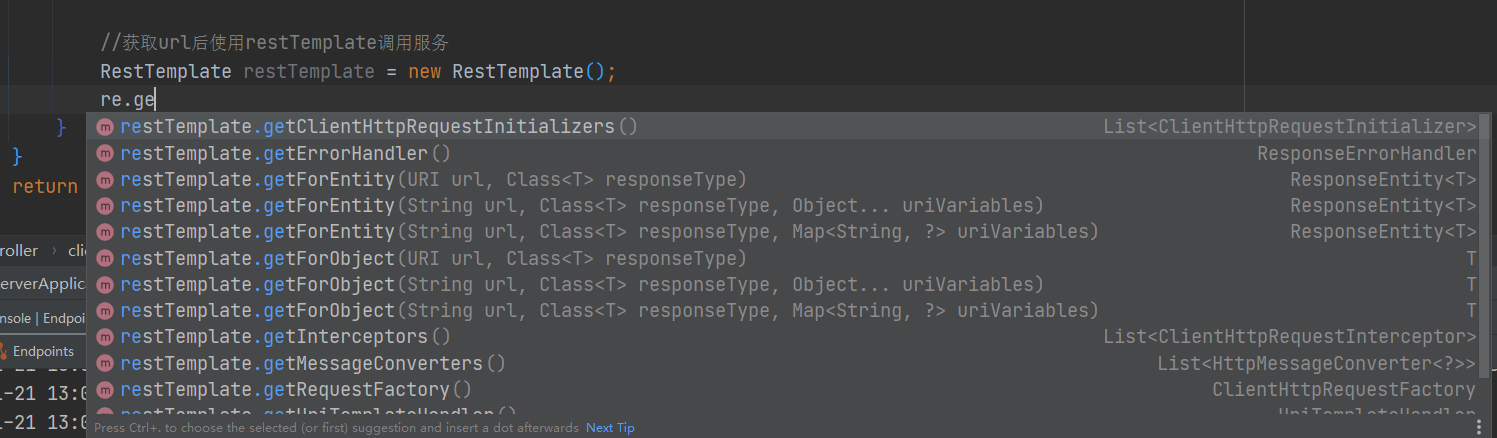 //获取url后使用restTemplate调用服务
RestTemplate restTemplate = new RestTemplate();
re.ge
}
}
return
restTemplate.getClientHttpRequestInitializers() List<ClientHttpRequestInitializer>
restTemplate.getErrorHandler() ResponseErrorHandler
restTemplate.getForEntity(URI url, Class<T> responseType) ResponseEntity<T>
restTemplate.getForEntity(String url, Class<T> responseType, Object... uriVariables) ResponseEntity<T>
restTemplate.getForEntity(String url, Class<T> responseType, Map<String, ?> uriVariables) ResponseEntity<T>
restTemplate.getForObject(URI url, Class<T> responseType) T
restTemplate.getForObject(String url, Class<T> responseType, Object... uriVariables) T
restTemplate.getForObject(String url, Class<T> responseType, Map<String, ?> uriVariables) T
restTemplate.getInterceptors() List<ClientHttpRequestInterceptor>
restTemplate.getMessageConverters() List<HttpMessageConverter<?>>
restTemplate.getRequestFactory() ClientHttpRequestFactory
restTemplate.getUriTemplateHandler() UriTemplateHandler
Press Ctrl+. to choose the selected (or first) suggestion and insert a dot afterwards Next Tip
roller › cli
erverApplica
nsole | Endpoi
Endpoints
-21 13:0
-21 13:0